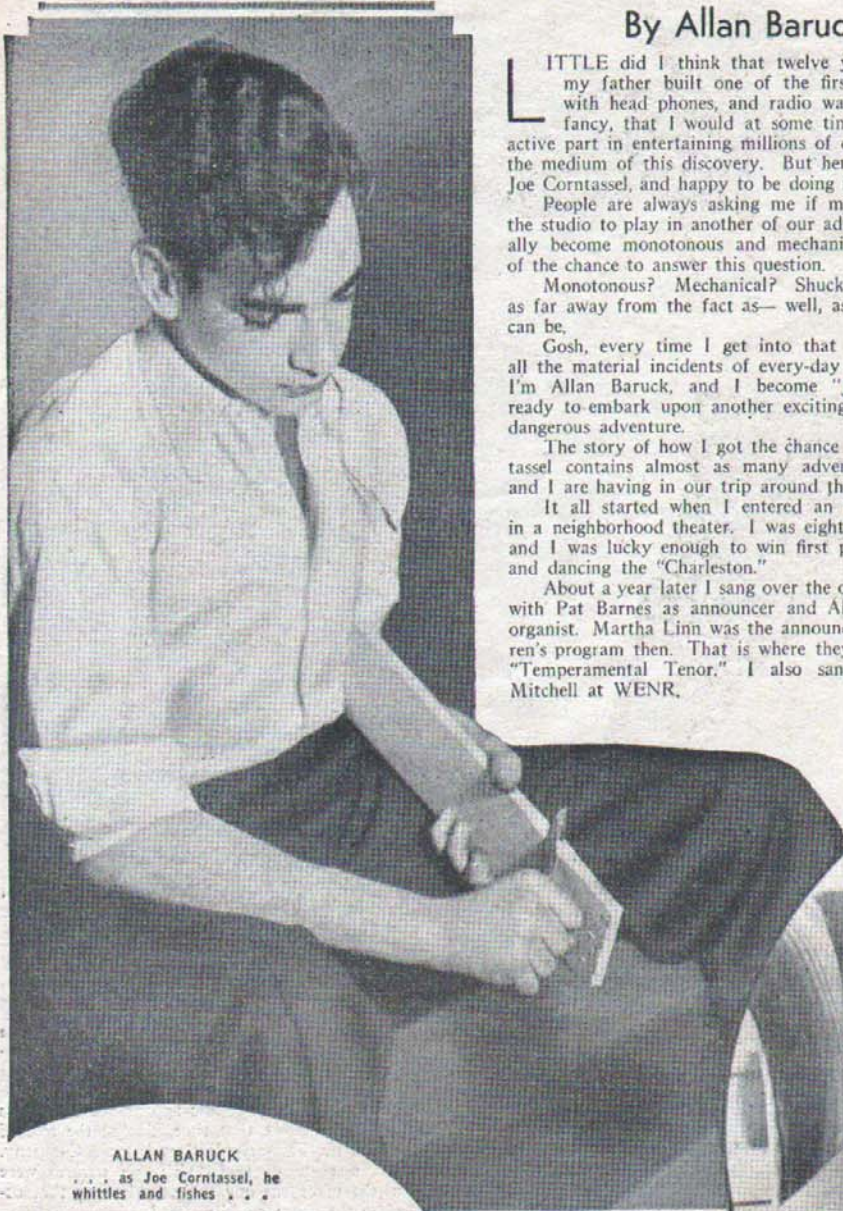 By Allan Baruc
LITTLE did I think that twelve y
my father built one of the firs
with head phones, and radio wa
fancy, that I would at some tim
active part in entertaining millions of
the medium of this discovery. But her
Joe Corntassel, and happy to be doing
People are always asking me if m
the studio to play in another of our ad
ally become monotonous and mechani
of the chance to answer this question.
Monotonous? Mechanical? Shuck
as far away from the fact as— well, as
can be.
Gosh, every time I get into that
all the material incidents of every-day
I'm Allan Baruck, and I become "
ready to embark upon another exciting
dangerous adventure.
The story of how I got the chance
tassel contains almost as many adver
and I are having in our trip around th
It all started when I entered an
in a neighborhood theater. I was eight
and I was lucky enough to win first p
and dancing the "Charleston."
About a year later I sang over the
with Pat Barnes as announcer and Al
organist. Martha Linn was the announ
ren's program then. That is where they
"Temperamental Tenor." I also san
Mitchell at WENR.
ALLAN BARUCK
. . . as Joe Corntassel, he
whittles and fishes . . .